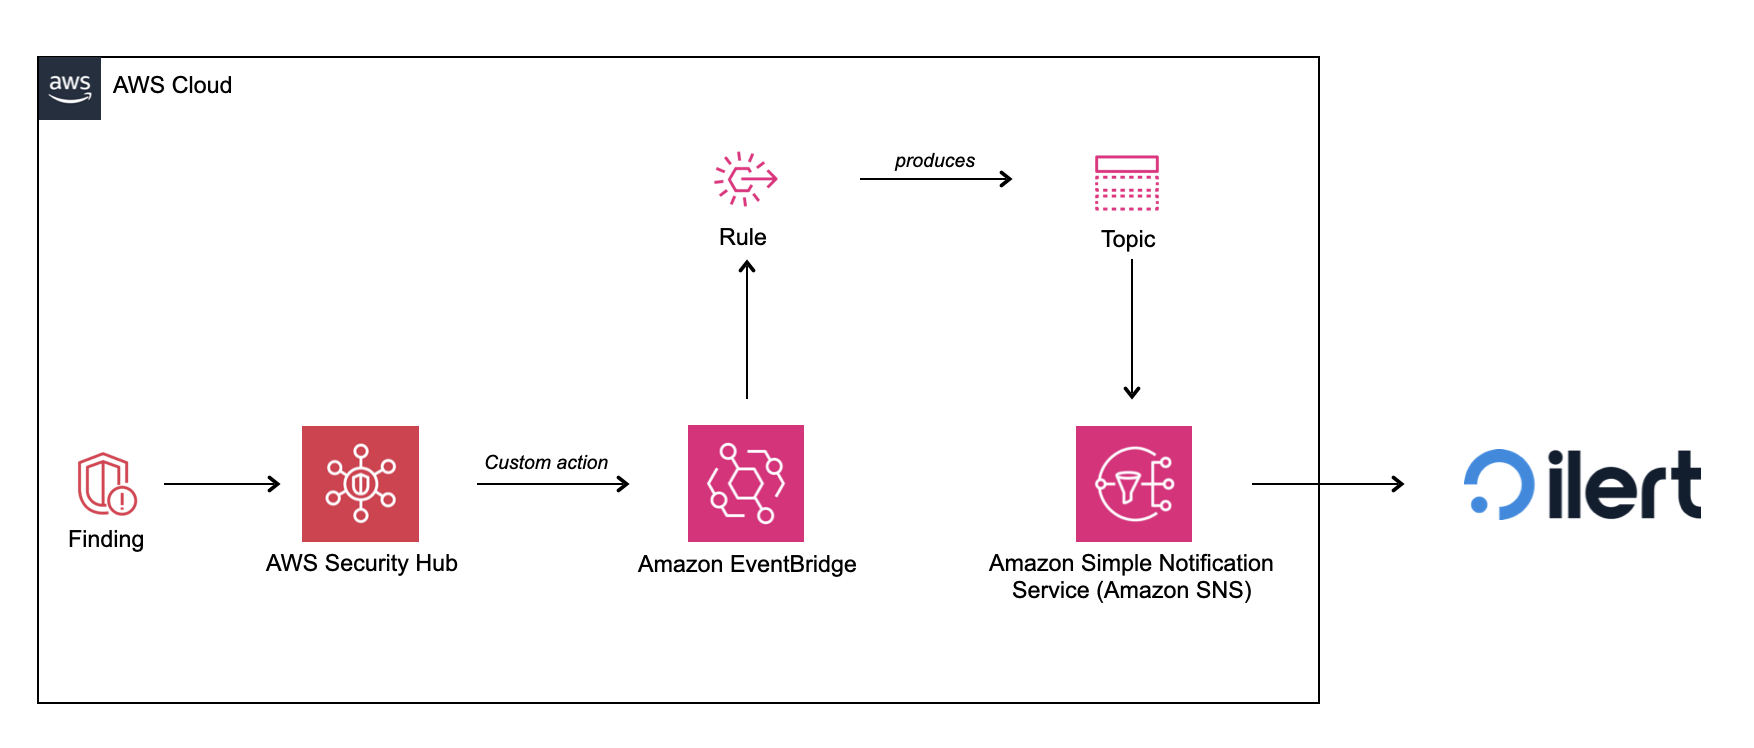 aws
AWS Cloud
produces
Rule
Topic
Custom action
Finding
AWS Security Hub
Amazon EventBridge
Amazon Simple Notification
Service (Amazon SNS)
ilert